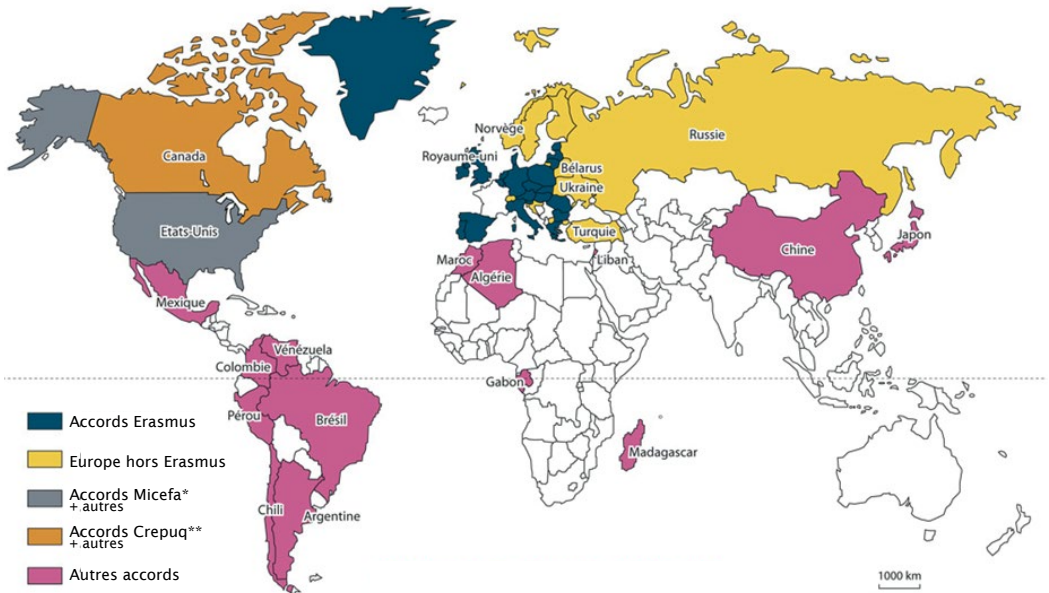 Norvège
Russie
Canada
Royaume-uni
Bélarus
Ukraine
Etats-Unis
Turquie
Japon
Maroc
Liban
Chine
Algérie
Mexique
Vénézuela
Colombie
Gabon
Pérou
Brésil
Madagascar
Chili
Argentine
Accords Erasmus
Europe hors Erasmus
Accords Micefa*
+.autres
Accords Crepuq**
+.autres
Autres accords
1000 km